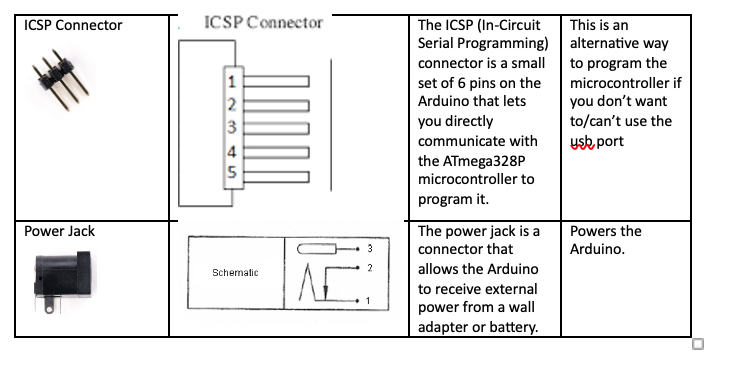 ICSP Connector
ICSP Connector
1
2
3
4
5
The ICSP (In-Circuit
Serial Programming)
connector is a small
set of 6 pins on the
Arduino that lets
you directly
communicate with
the ATmega328P
microcontroller to
program it.
This is an
alternative way
to program the
microcontroller if
you don’t want
to/can’t use the
usb port
Power Jack
Schematic
3
2
1
The power jack is a
connector that
allows the Arduino
to receive external
power from a wall
adapter or battery.
Powers the
Arduino.